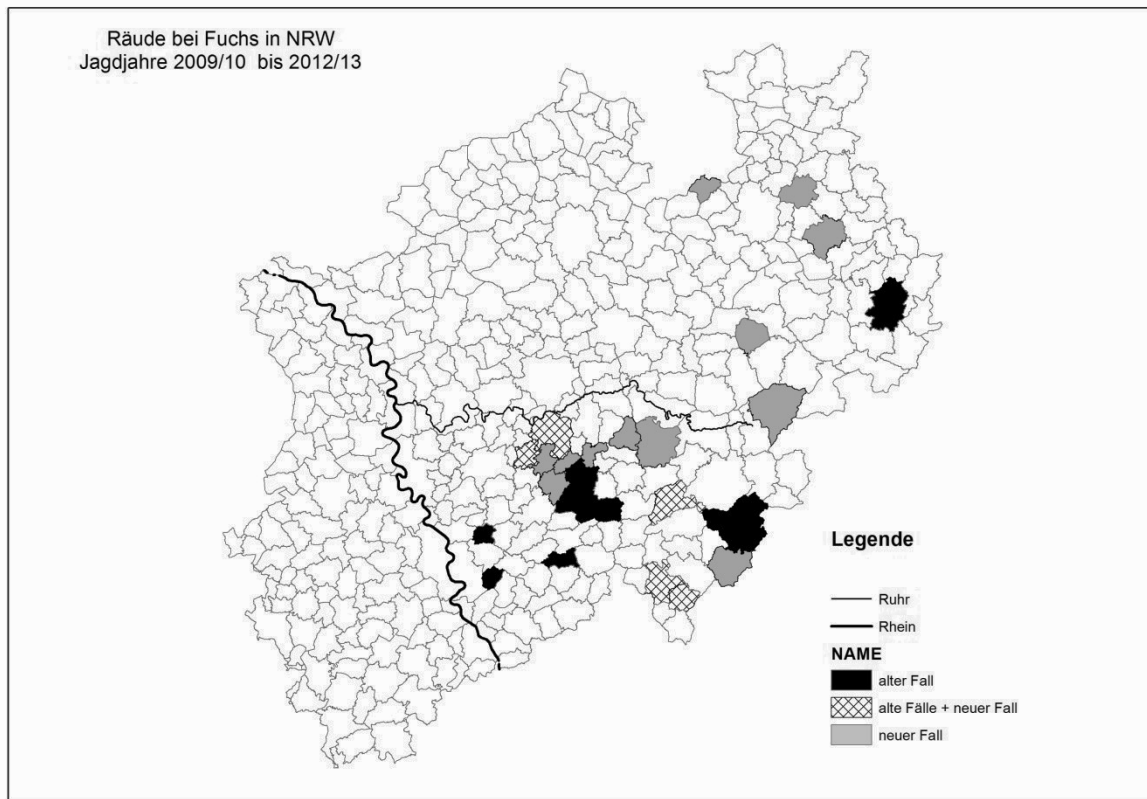 Räude bei Fuchs in NRW
Jagdjahre 2009/10 bis 2012/13
Legende
Ruhr
Rhein
NAME
alter Fall
alte Fälle + neuer Fall
neuer Fall